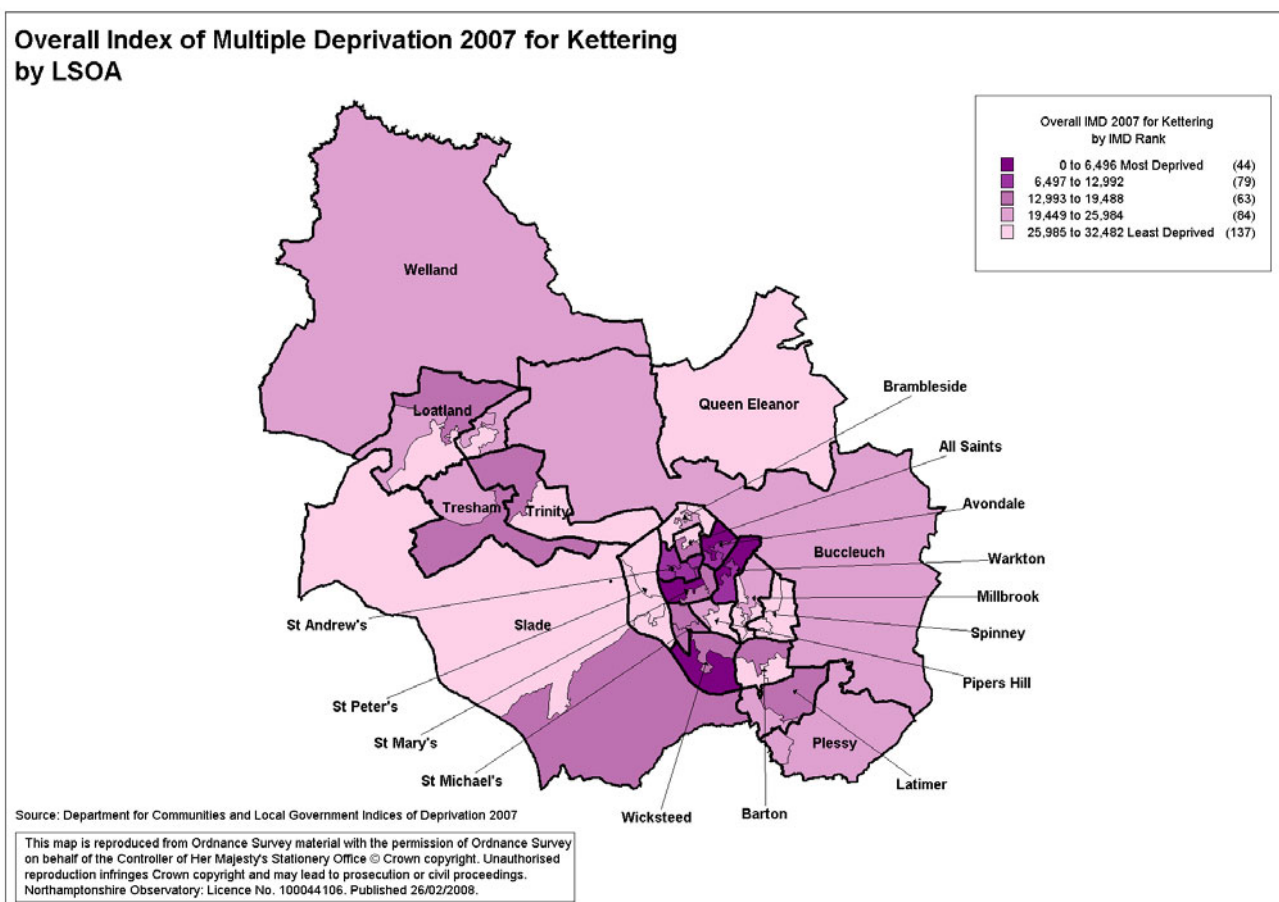 Overall Index of Multiple Deprivation 2007 for Kettering
by LSOA
Overall IMD 2007 for Kettering
by IMD Rank
0 to 6,496 Most Deprived (44)
6,497 to 12,992 (79)
12,993 to 19,488 (63)
19,449 to 25,984 (84)
25,985 to 32,482 Least Deprived (137)
Welland
Brambleside
Queen Eleanor
Loatland
All Saints
Avondale
Tresham
Trinity
Buccleuch
Warkton
Millbrook
St Andrew's
Slade
Spinney
Pipers Hill
St Peter's
St Mary's
Plessy
St Michael's
Latimer
Wicksteed
Barton
Source: Department for Communities and Local Government Indices of Deprivation 2007
This map is reproduced from Ordnance Survey material with the permission of Ordnance Survey
on behalf of the Controller of Her Majesty's Stationery Office © Crown copyright. Unauthorised
reproduction infringes Crown copyright and may lead to prosecution or civil proceedings.
Northamptonshire Observatory: Licence No. 100044106. Published 26/02/2008.